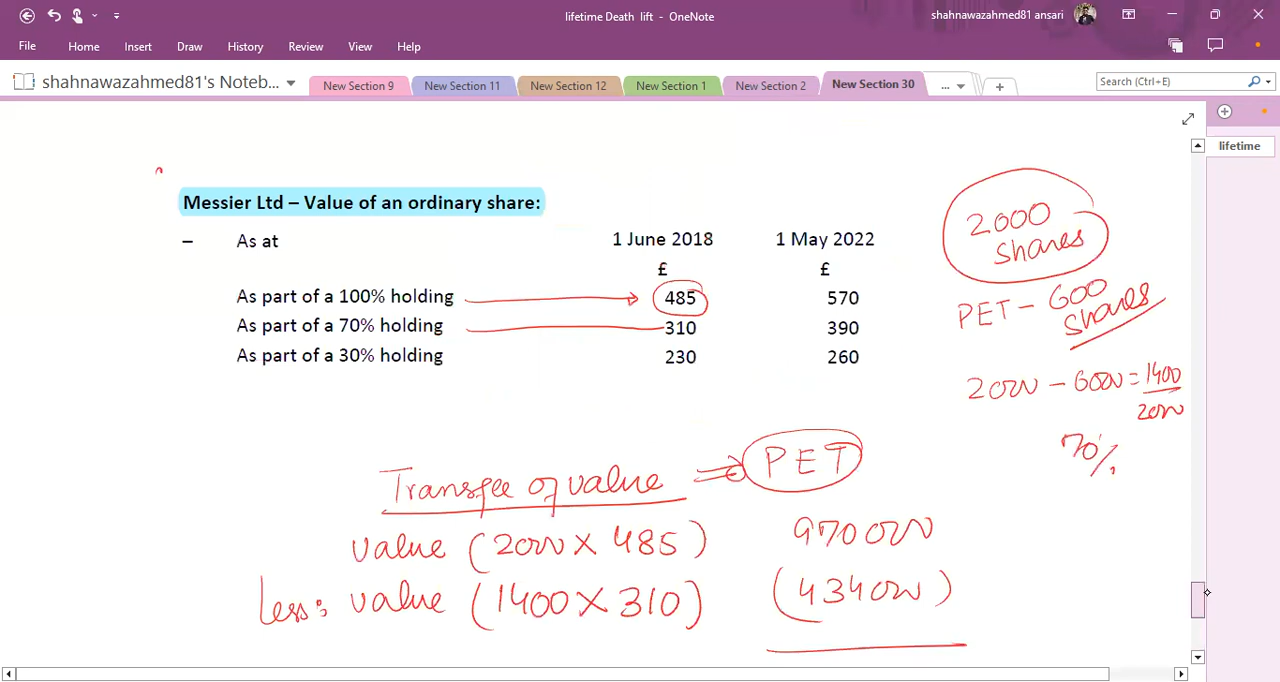 lifetime Death lift - OneNote
shahnawazahmed81 ansari
File Home Insert Draw History Review View Help
shahnawazahmed81's Noteb...
New Section 9
New Section 11
New Section 12
New Section 1
New Section 2
New Section 30
...
Search (Ctrl+E)
lifetime
Messier Ltd – Value of an ordinary share:
– As at 1 June 2018 1 May 2022
£ £
As part of a 100% holding 485 570
As part of a 70% holding 310 390
As part of a 30% holding 230 260
2000
shares
PET - 600
shares
2000 - 600 = 1400
2000
70%
Transfer of value ⇒ PET
value (2000 × 485) 970000
less: value (1400 × 310) (434000)